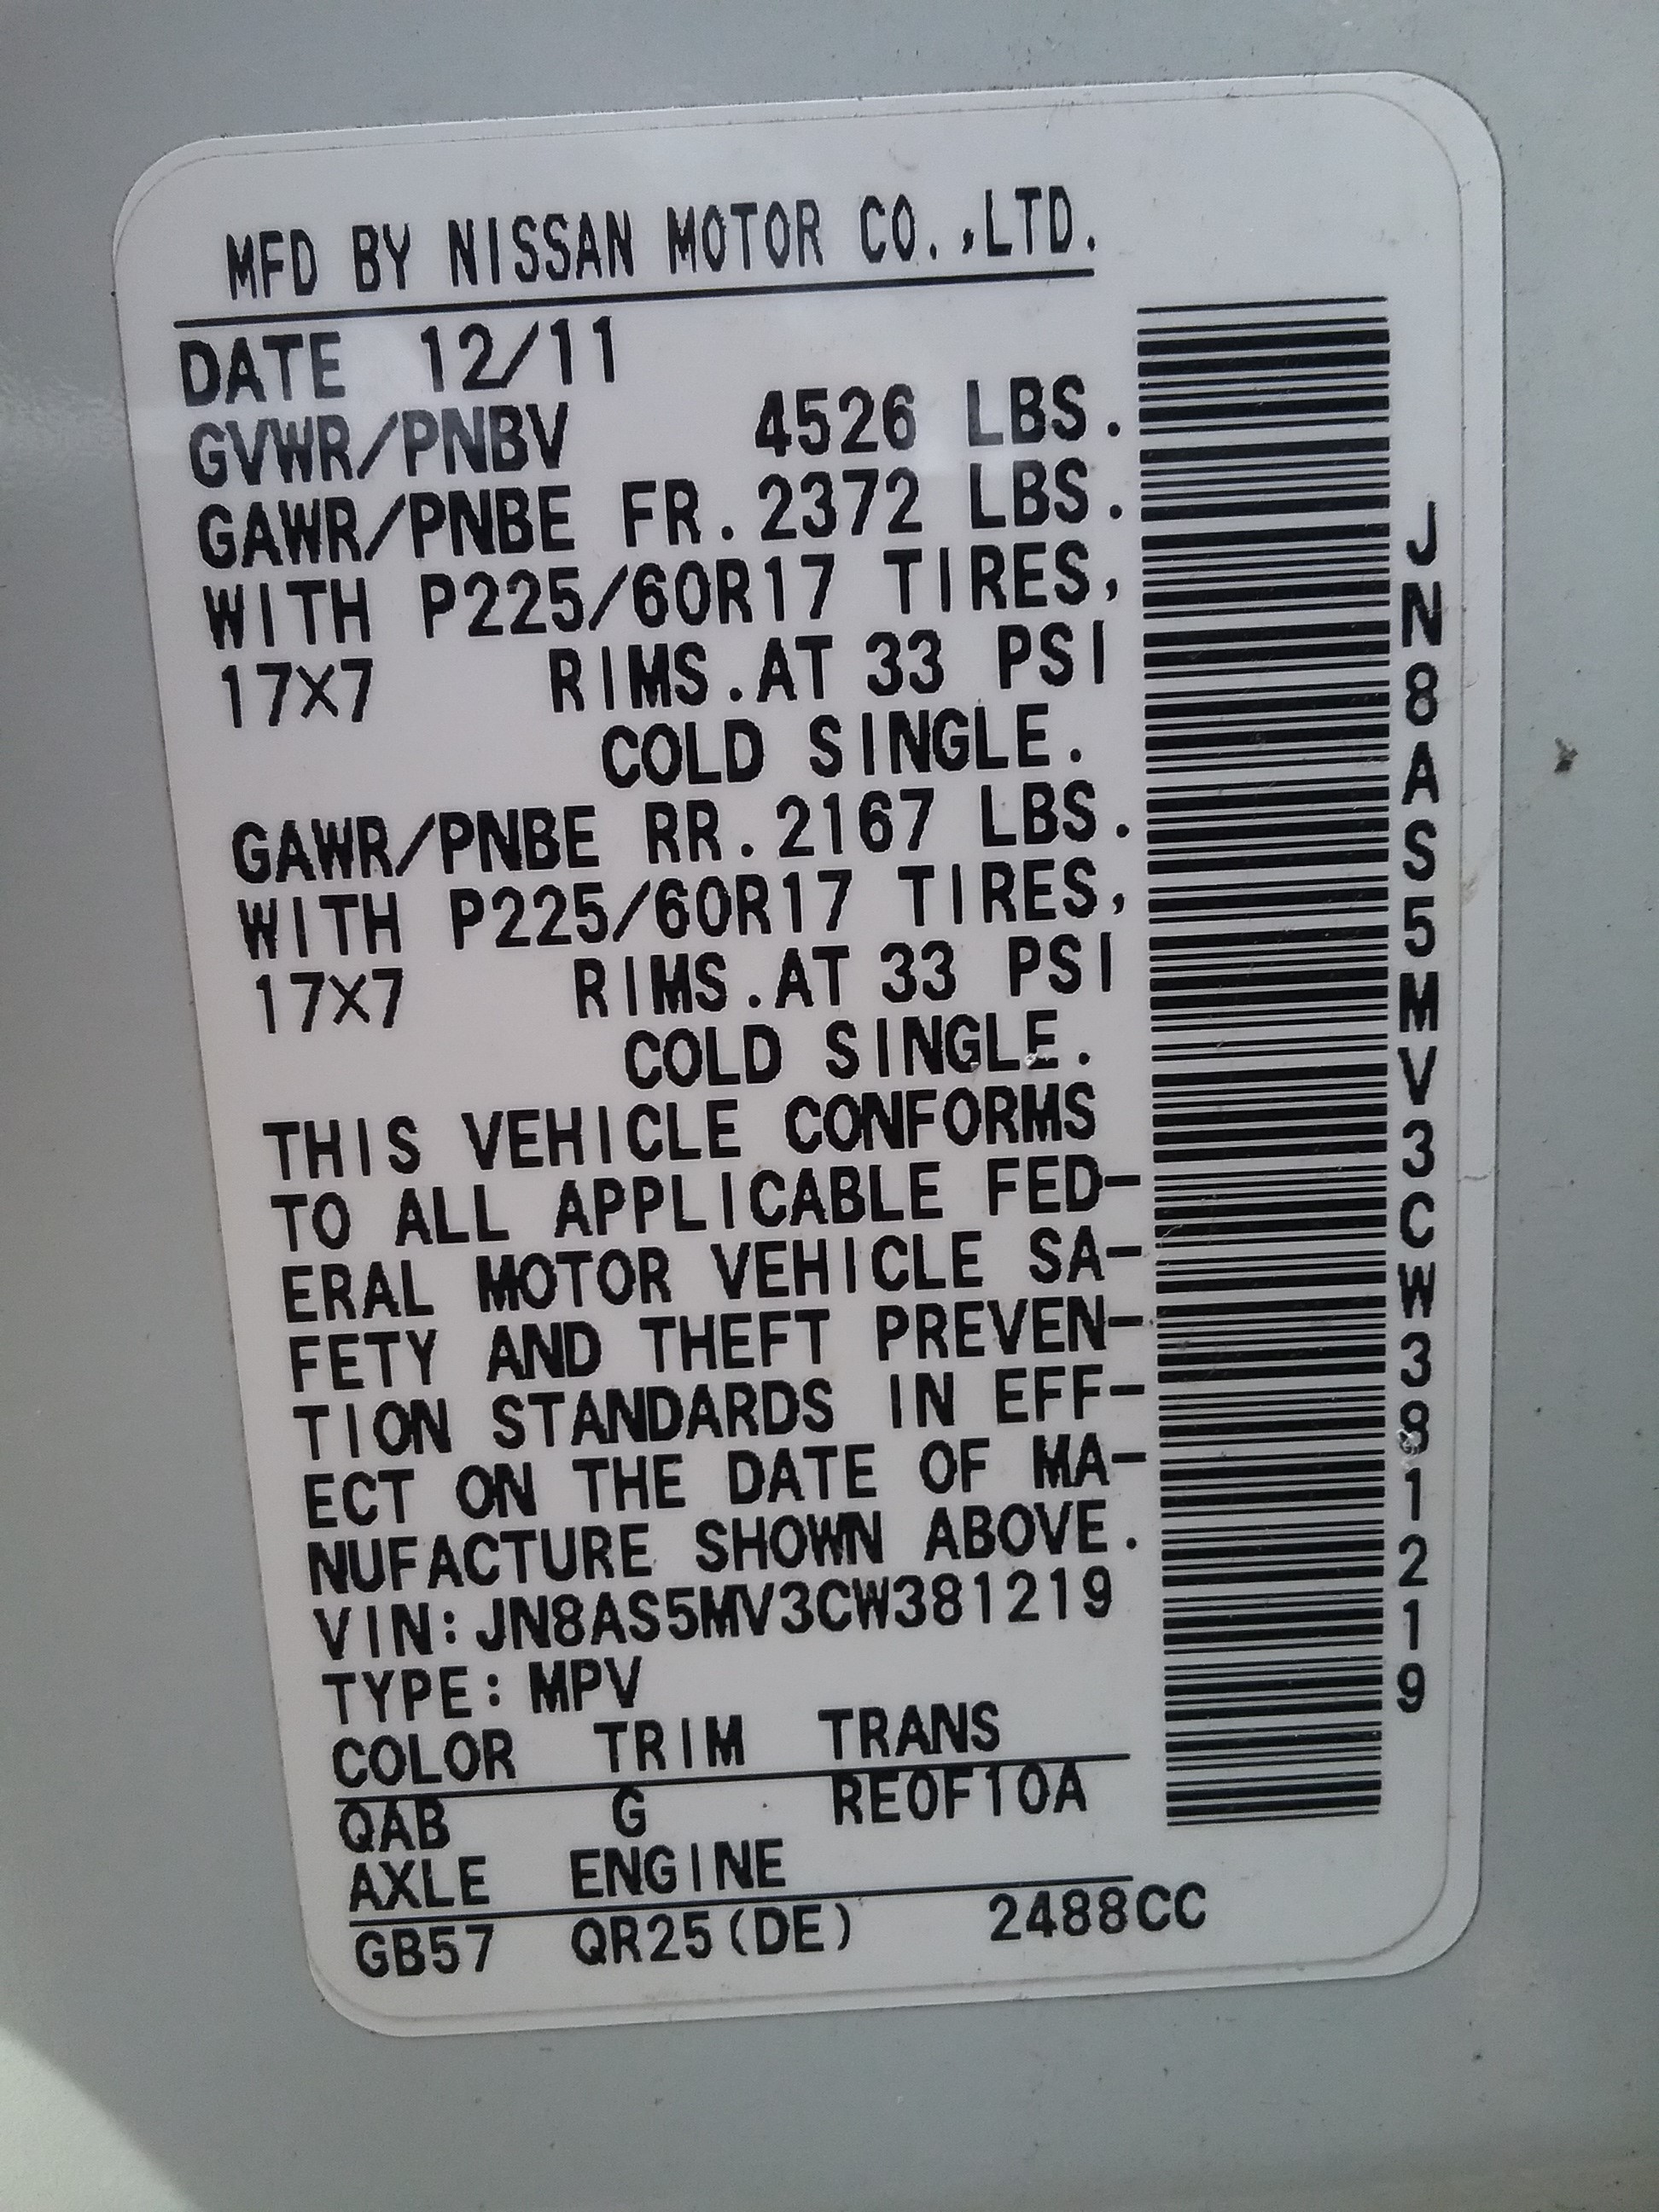 MFD BY NISSAN MOTOR CO.,LTD.
DATE 12/11
GVWR/PNBV 4526 LBS.
GAWR/PNBE FR.2372 LBS.
WITH P225/60R17 TIRES,
17X7 RIMS.AT 33 PSI
COLD SINGLE.
GAWR/PNBE RR.2167 LBS.
WITH P225/60R17 TIRES,
17X7 RIMS.AT 33 PSI
COLD SINGLE.
THIS VEHICLE CONFORMS
TO ALL APPLICABLE FED-
ERAL MOTOR VEHICLE SA-
FETY AND THEFT PREVEN-
TION STANDARDS IN EFF-
ECT ON THE DATE OF MA-
NUFACTURE SHOWN ABOVE.
VIN:JN8AS5MV3CW381219
TYPE:MPV
COLOR TRIM TRANS
QAB G RE0F10A
AXLE ENGINE
GB57 QR25(DE) 2488CC
JN8AS5MV3CW381219